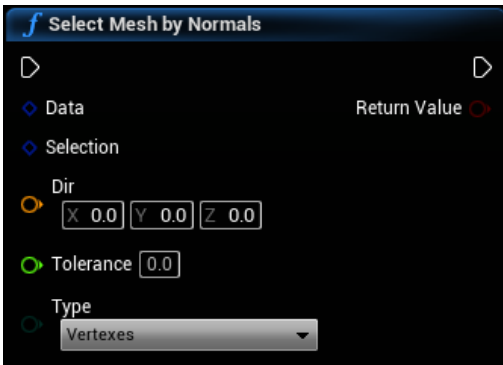 f Select Mesh by Normals
Data Return Value
Selection
Dir
X 0.0 Y 0.0 Z 0.0
Tolerance 0.0
Type
Vertexes